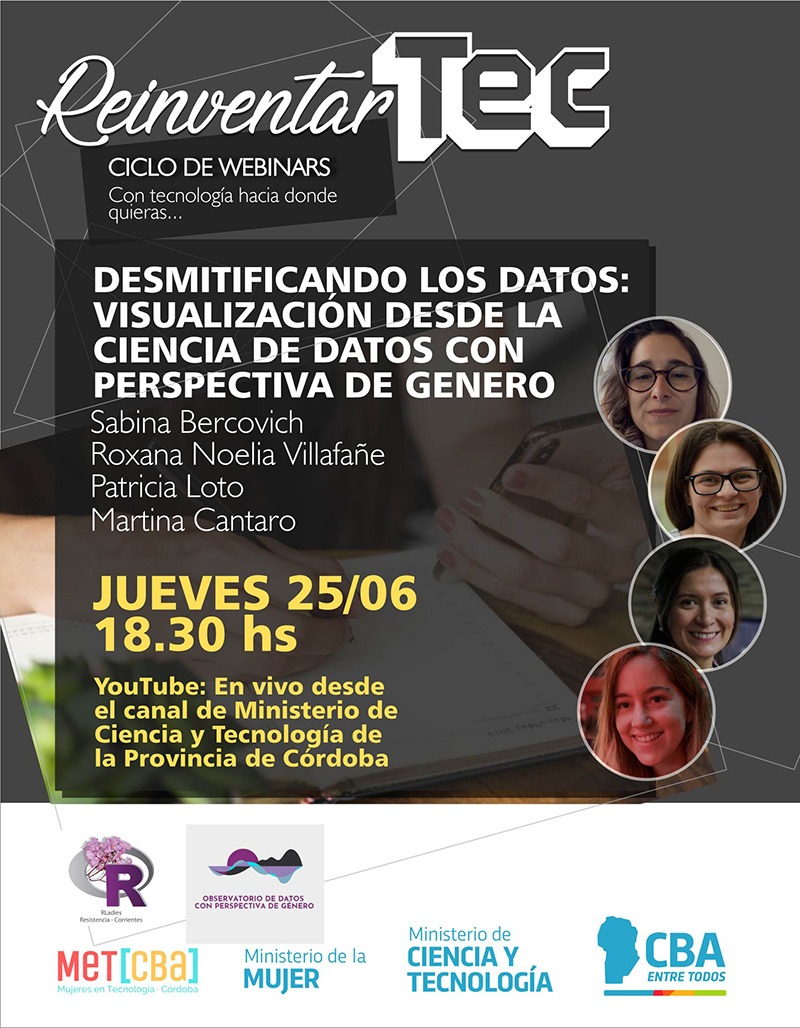 ReinventarTec
CICLO DE WEBINARS
Con tecnología hacia donde
quieras...
DESMITIFICANDO LOS DATOS:
VISUALIZACIÓN DESDE LA
CIENCIA DE DATOS CON
PERSPECTIVA DE GENERO
Sabina Bercovich
Roxana Noelia Villafañe
Patricia Loto
Martina Cantaro
JUEVES 25/06
18.30 hs
YouTube: En vivo desde
el canal de Ministerio de
Ciencia y Tecnología de
la Provincia de Córdoba
R
RLadies
Resistencia - Corrientes
OBSERVATORIO DE DATOS
CON PERSPECTIVA DE GÉNERO
MET[CBA]
Mujeres en Tecnología - Córdoba
Ministerio de la
MUJER
Ministerio de
CIENCIA Y
TECNOLOGÍA
CBA
ENTRE TODOS